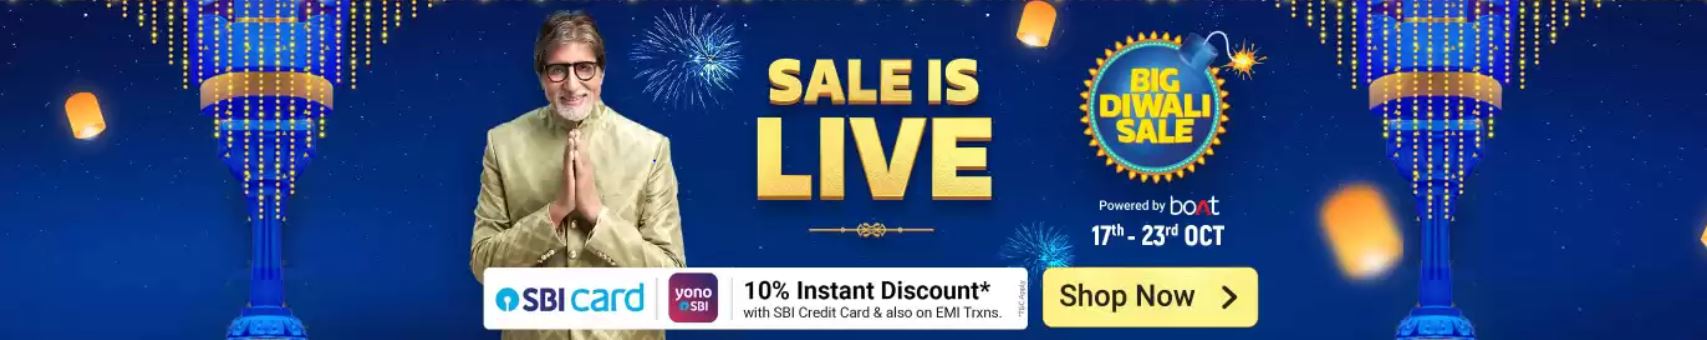 SALE IS
LIVE
BIG
DIWALI
SALE
Powered by boAt
17th - 23rd OCT
SBI card
yono
SBI
10% Instant Discount*
with SBI Credit Card & also on EMI Trxns.
*T&C Apply
Shop Now